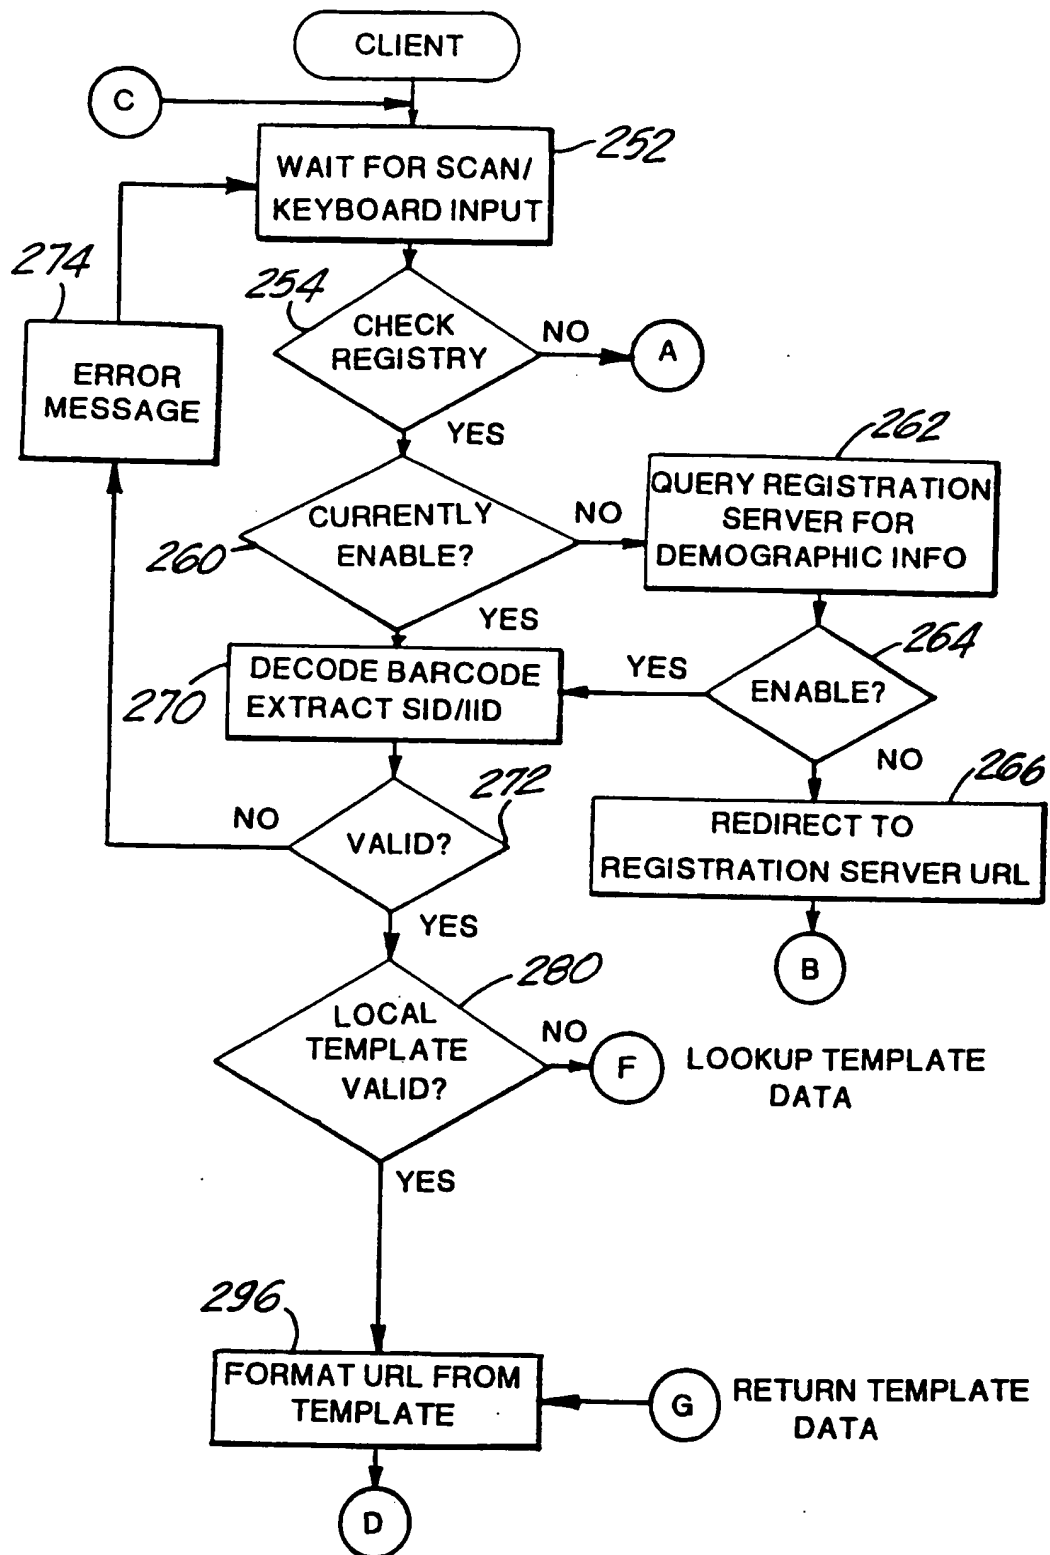 CLIENT
C
252
WAIT FOR SCAN/
KEYBOARD INPUT
274
254
CHECK
REGISTRY
NO
A
ERROR
MESSAGE
YES
262
QUERY REGISTRATION
SERVER FOR
DEMOGRAPHIC INFO
CURRENTLY
ENABLE?
NO
260
YES
264
ENABLE?
YES
DECODE BARCODE
EXTRACT SID/IID
270
NO
266
REDIRECT TO
REGISTRATION SERVER URL
272
NO
VALID?
YES
B
280
LOCAL
TEMPLATE
VALID?
NO
F
LOOKUP TEMPLATE
DATA
YES
296
FORMAT URL FROM
TEMPLATE
G
RETURN TEMPLATE
DATA
D